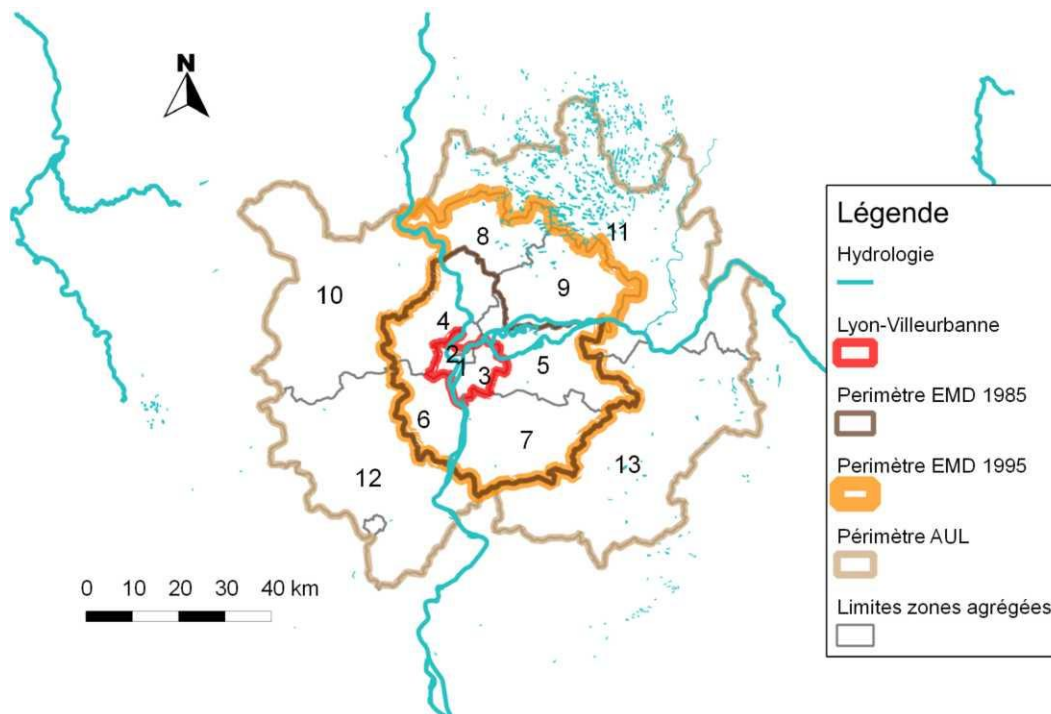 N
8
11
9
10
4
2
1
3
5
6
7
12
13
0 10 20 30 40 km
Légende
Hydrologie
Lyon-Villeurbanne
Perimètre EMD 1985
Perimètre EMD 1995
Périmètre AUL
Limites zones agrégées